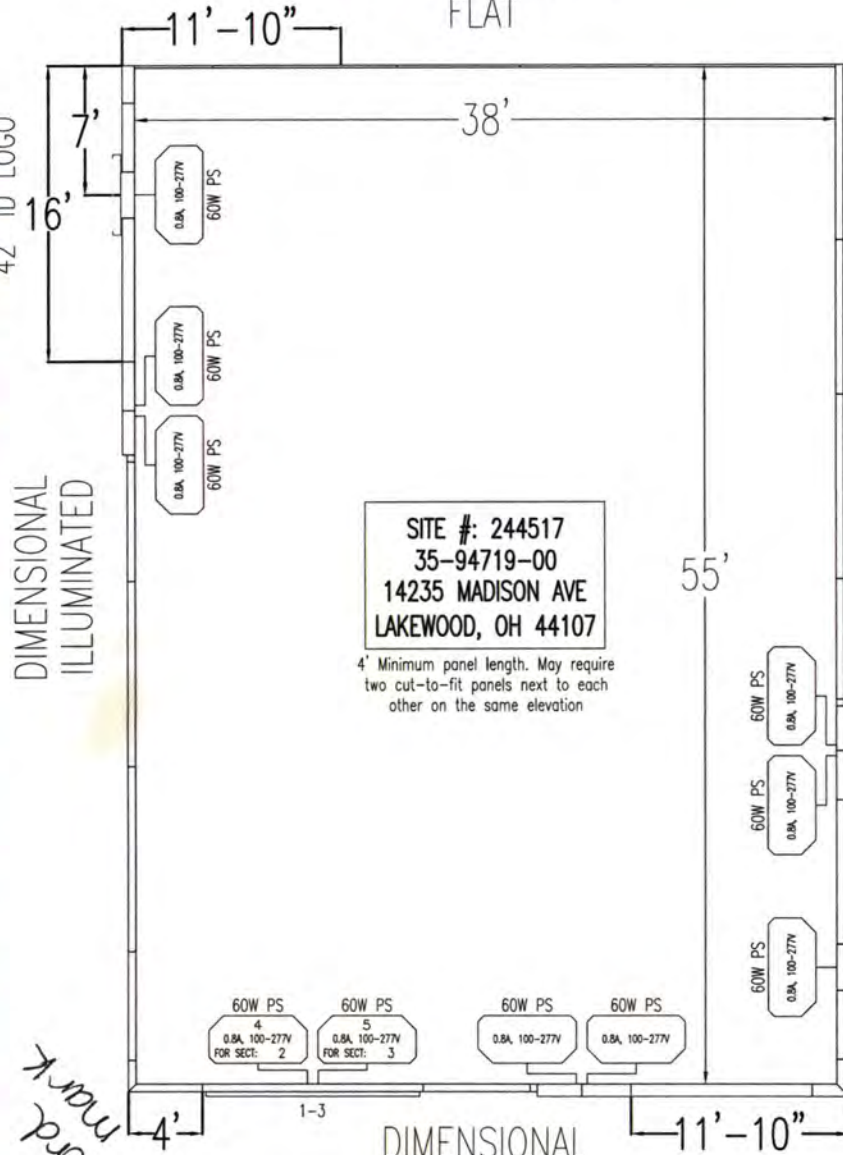 FLAT
11'-10"
38'
42" ID LOGO
7'
16'
0.8A, 100-277V
60W PS
0.8A, 100-277V
60W PS
0.8A, 100-277V
60W PS
DIMENSIONAL
ILLUMINATED
SITE #: 244517
35-94719-00
14235 MADISON AVE
LAKEWOOD, OH 44107
4' Minimum panel length. May require
two cut-to-fit panels next to each
other on the same elevation
55'
60W PS
0.8A, 100-277V
60W PS
0.8A, 100-277V
60W PS
0.8A, 100-277V
60W PS
4
0.8A, 100-277V
FOR SECT: 2
60W PS
5
0.8A, 100-277V
FOR SECT: 3
60W PS
0.8A, 100-277V
60W PS
0.8A, 100-277V
mark
4'
1-3
DIMENSIONAL
11'-10"